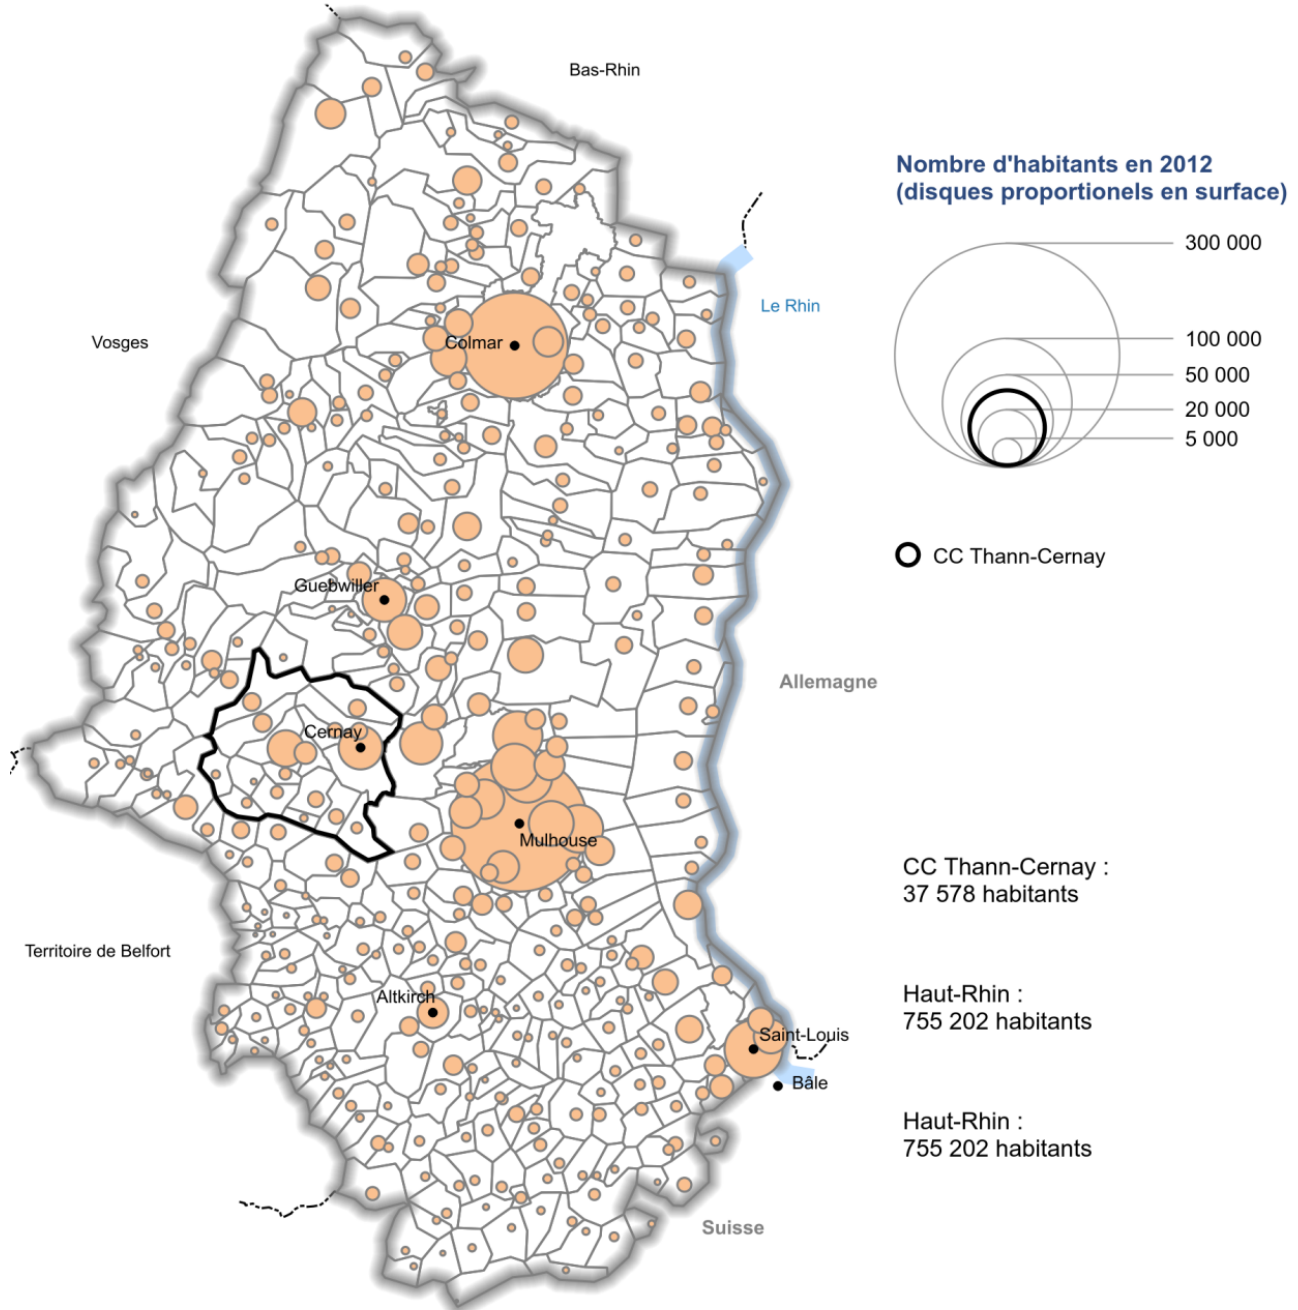 Bas-Rhin
Nombre d'habitants en 2012
(disques proportionels en surface)
300 000
Le Rhin
Vosges
Colmar
100 000
50 000
20 000
5 000
CC Thann-Cernay
Guebwiller
Allemagne
Cernay
Mulhouse
CC Thann-Cernay :
37 578 habitants
Territoire de Belfort
Altkirch
Haut-Rhin :
755 202 habitants
Saint-Louis
Bâle
Haut-Rhin :
755 202 habitants
Suisse